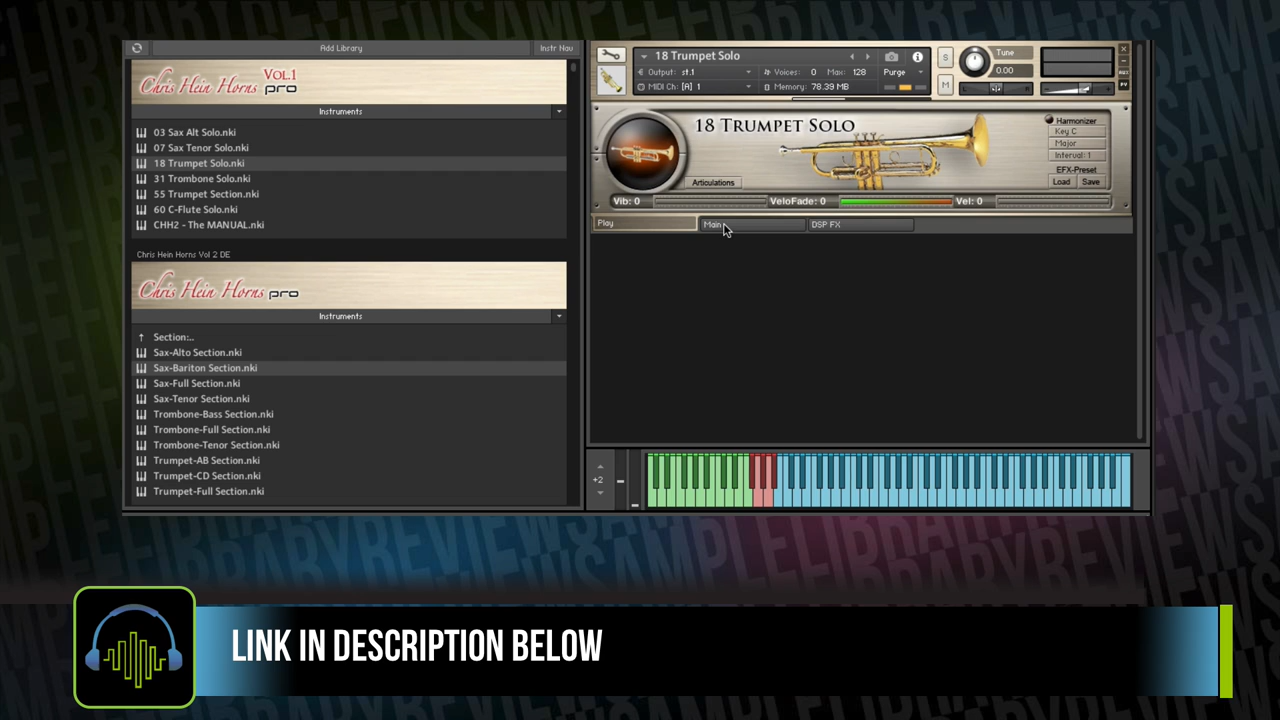 Add Library
Instr Nav
Chris Hein Horns VOL.1
pro
Instruments
03 Sax Alt Solo.nki
07 Sax Tenor Solo.nki
18 Trumpet Solo.nki
31 Trombone Solo.nki
55 Trumpet Section.nki
60 C-Flute Solo.nki
CHH2 - The MANUAL.nki
Chris Hein Horns Vol 2 DE
Chris Hein Horns pro
Instruments
Section:..
Sax-Alto Section.nki
Sax-Bariton Section.nki
Sax-Full Section.nki
Sax-Tenor Section.nki
Trombone-Bass Section.nki
Trombone-Full Section.nki
Trombone-Tenor Section.nki
Trumpet-AB Section.nki
Trumpet-CD Section.nki
Trumpet-Full Section.nki
18 Trumpet Solo
Output: st.1
Voices: 0 Max: 128
Purge
MIDI Ch: [A] 1
Memory: 78.39 MB
S
M
Tune
0.00
L
R
AUX
PV
18 TRUMPET SOLO
Articulations
Harmonizer
Key C
Major
Interval: 1
EFX-Preset
Load
Save
Vib: 0
VeloFade: 0
Vel: 0
Play
Main
DSP FX
+2
SAMPLELIBRARYREVIEWS
LINK IN DESCRIPTION BELOW